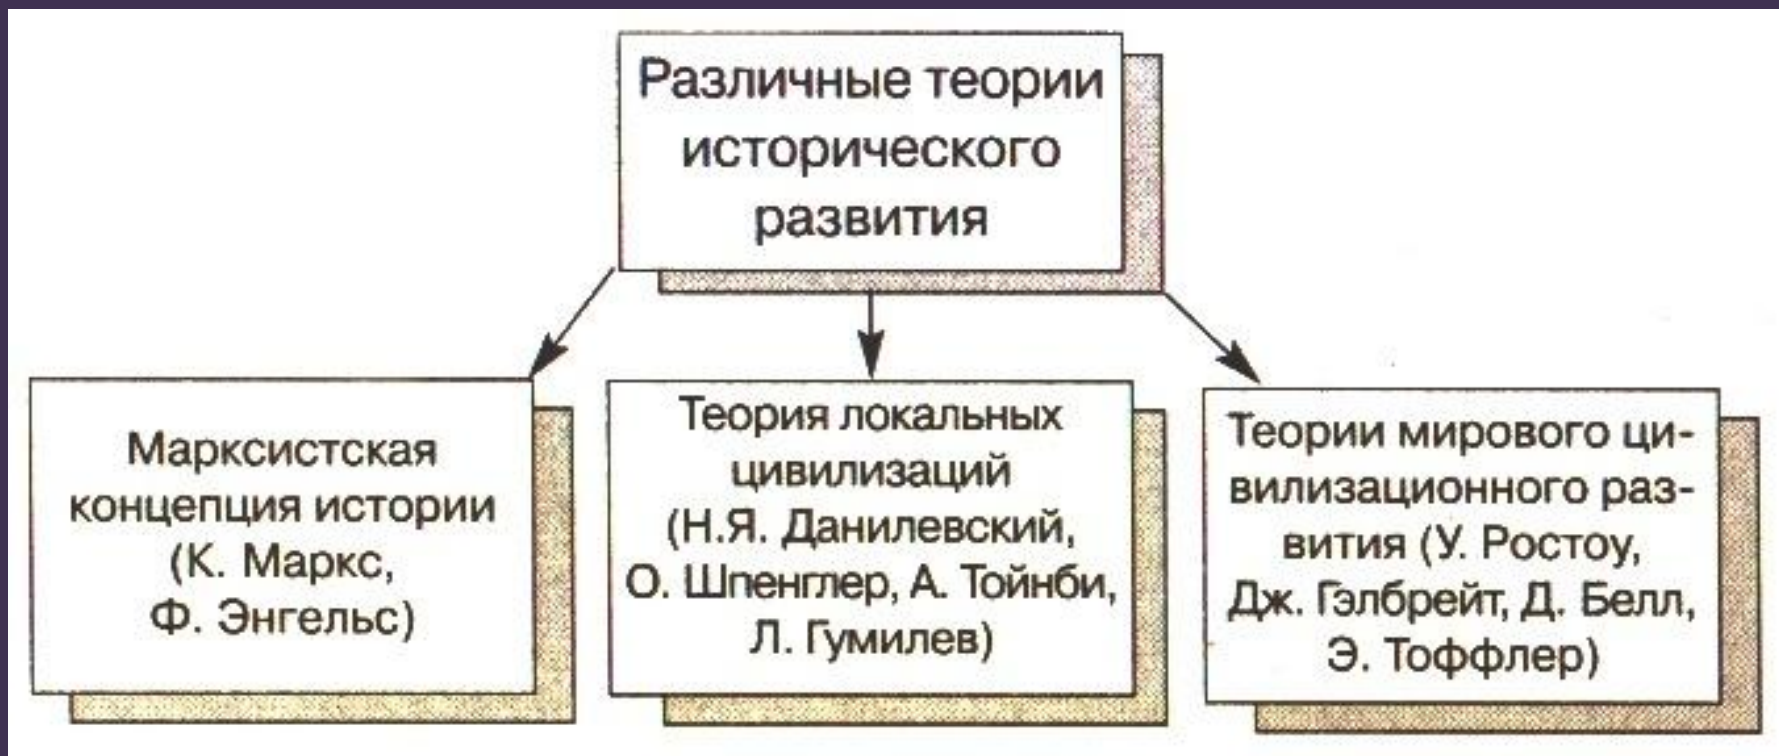 Различные теории
исторического
развития
Марксистская
концепция истории
(К. Маркс,
Ф. Энгельс)
Теория локальных
цивилизаций
(Н.Я. Данилевский,
О. Шпенглер, А. Тойнби,
Л. Гумилев)
Теории мирового ци-
вилизационного раз-
вития (У. Ростоу,
Дж. Гэлбрейт, Д. Белл,
Э. Тоффлер)